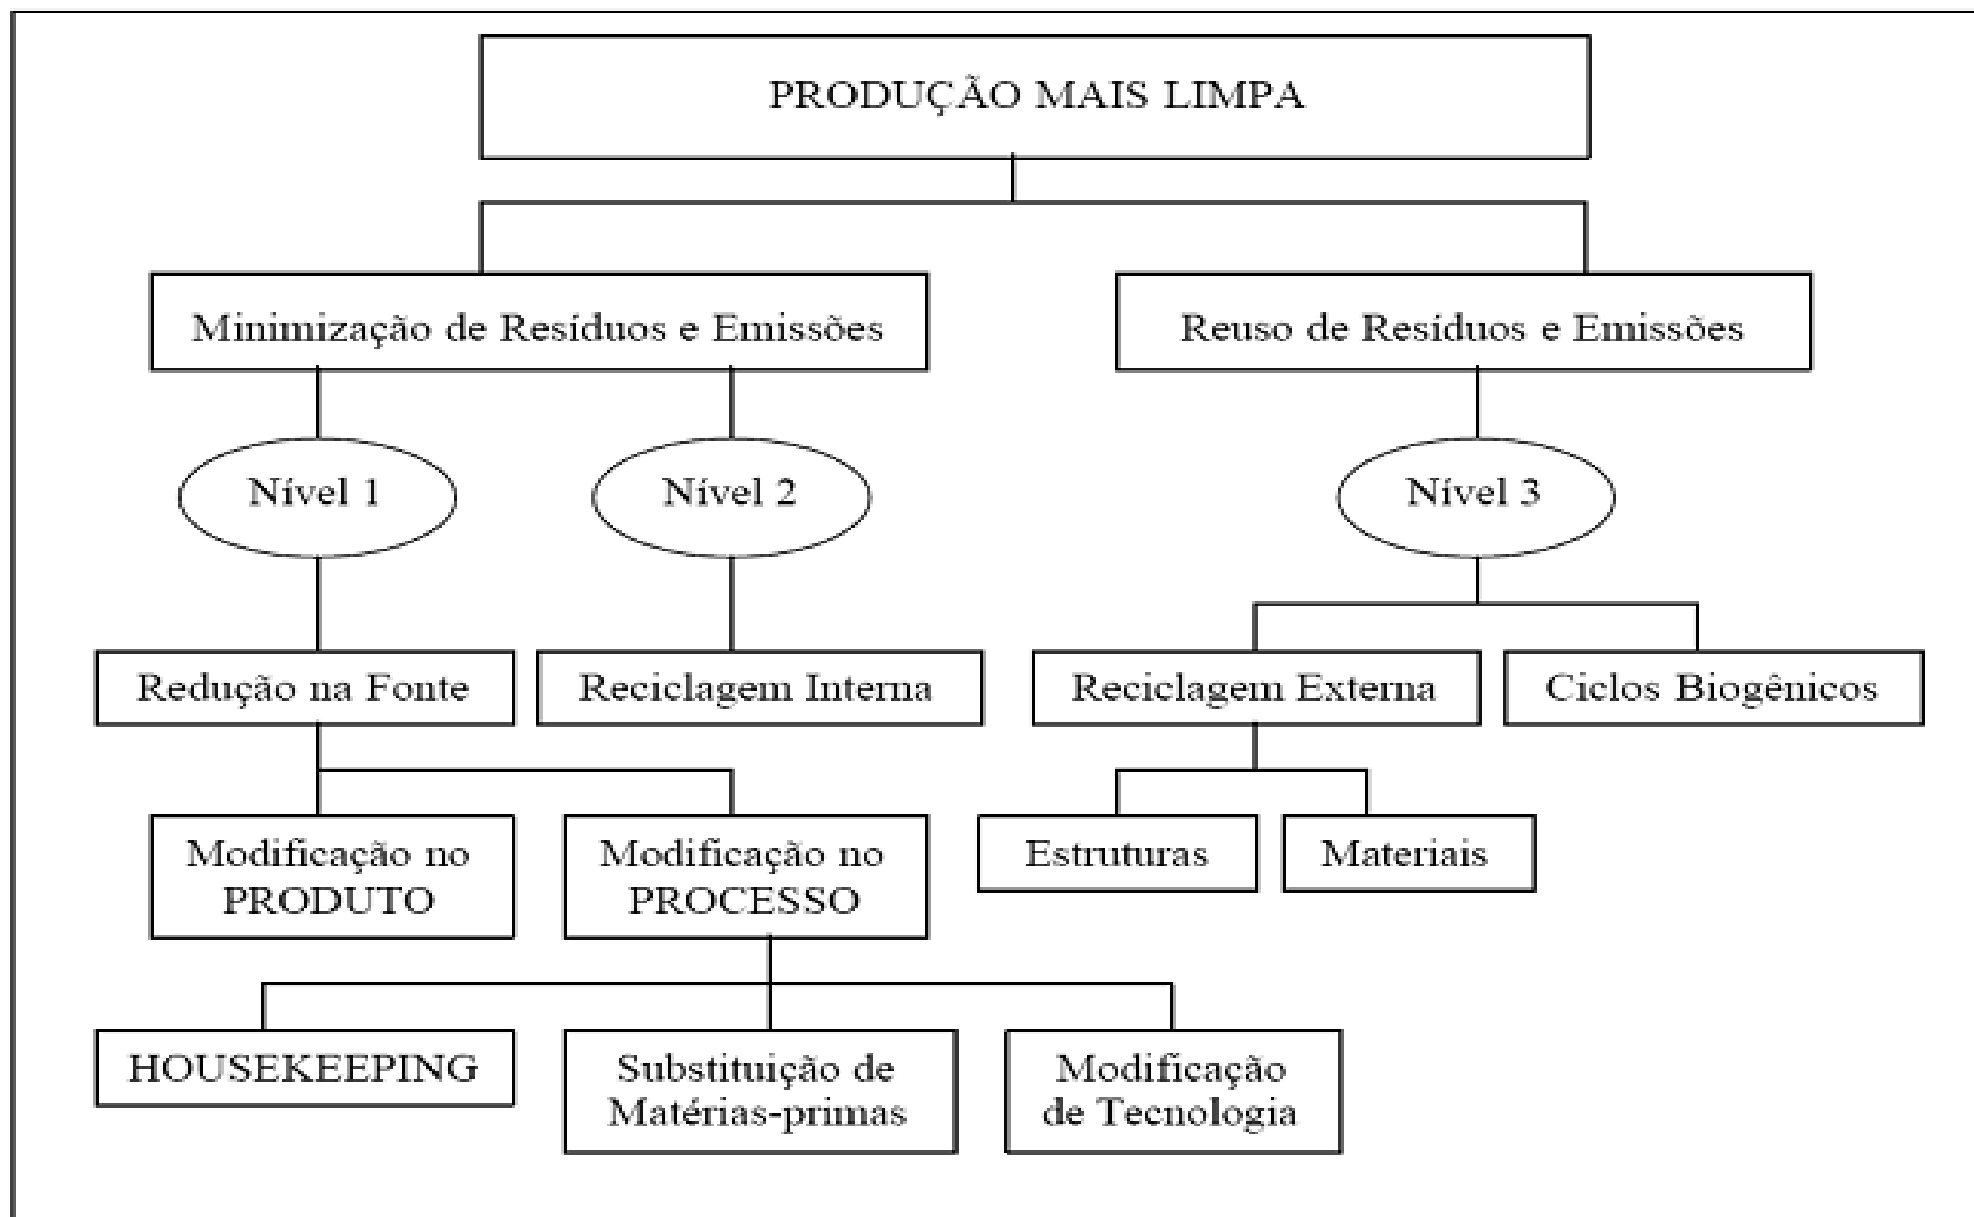 PRODUÇÃO MAIS LIMPA
Minimização de Resíduos e Emissões
Reuso de Resíduos e Emissões
Nível 1
Nível 2
Nível 3
Redução na Fonte
Reciclagem Interna
Reciclagem Externa
Ciclos Biogênicos
Modificação no
PRODUTO
Modificação no
PROCESSO
Estruturas
Materiais
HOUSEKEEPING
Substituição de
Matérias-primas
Modificação
de Tecnologia